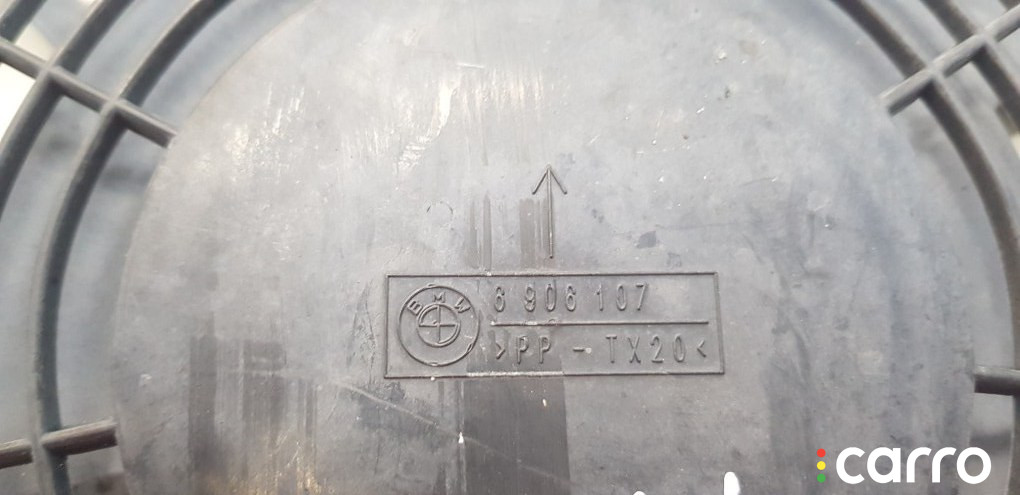 BMW
6 906 107
>PP - TX20<
carro